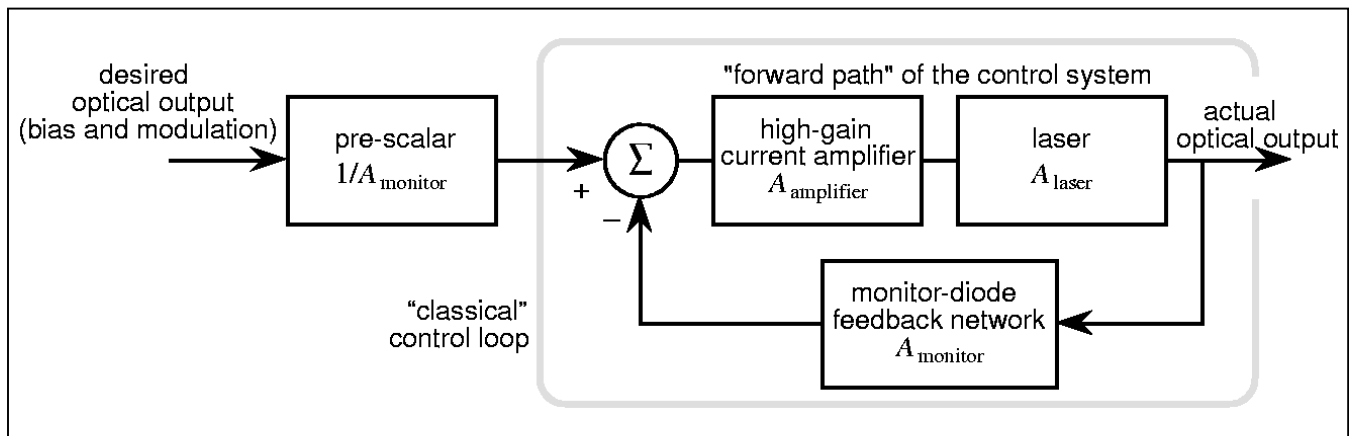 desired
optical output
(bias and modulation)
pre-scalar
1/A monitor
"forward path" of the control system
Σ
+
−
high-gain
current amplifier
A amplifier
laser
A laser
actual
optical output
"classical"
control loop
monitor-diode
feedback network
A monitor